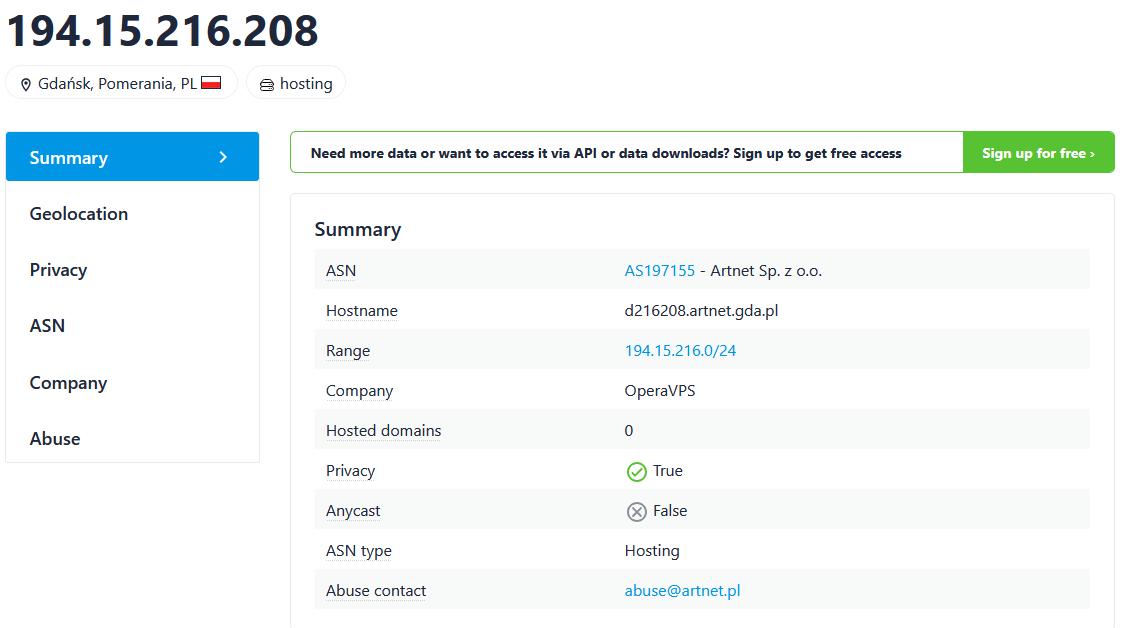 194.15.216.208
Gdańsk, Pomerania, PL
hosting
Summary
Geolocation
Privacy
ASN
Company
Abuse
Need more data or want to access it via API or data downloads? Sign up to get free access
Sign up for free ›
Summary
ASN AS197155 - Artnet Sp. z o.o.
Hostname d216208.artnet.gda.pl
Range 194.15.216.0/24
Company OperaVPS
Hosted domains 0
Privacy True
Anycast False
ASN type Hosting
Abuse contact abuse@artnet.pl